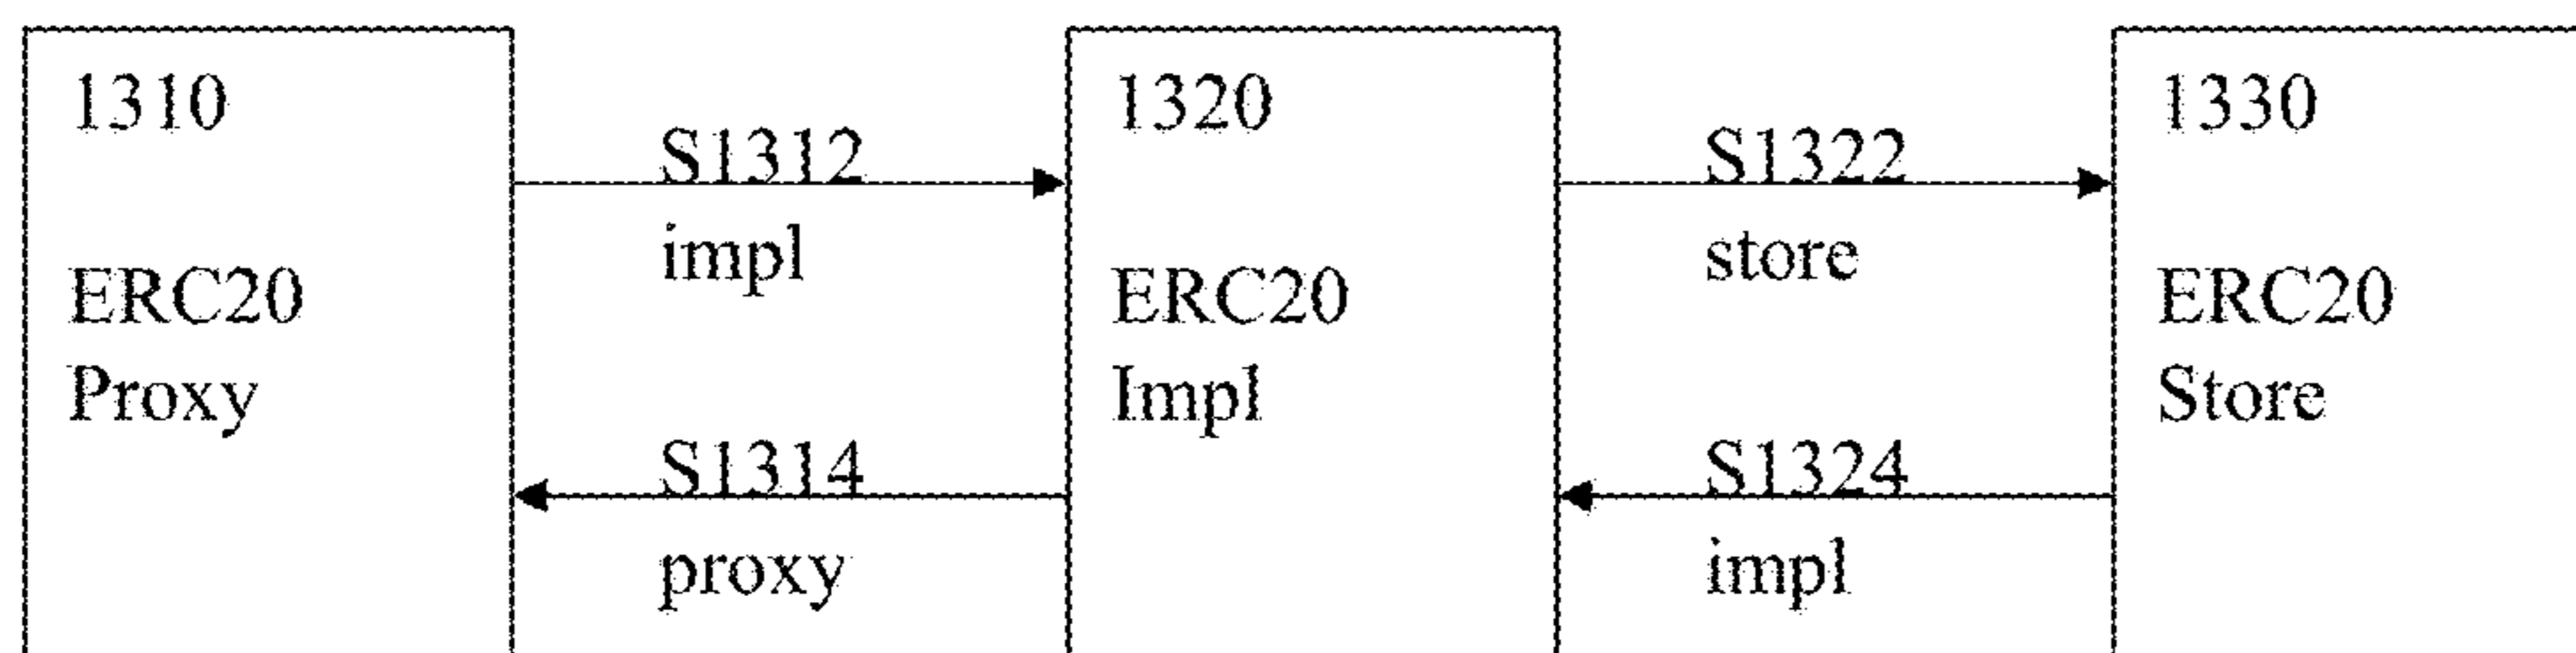 1310
ERC20
Proxy
S1312
impl
S1314
proxy
1320
ERC20
Impl
S1322
store
S1324
impl
1330
ERC20
Store